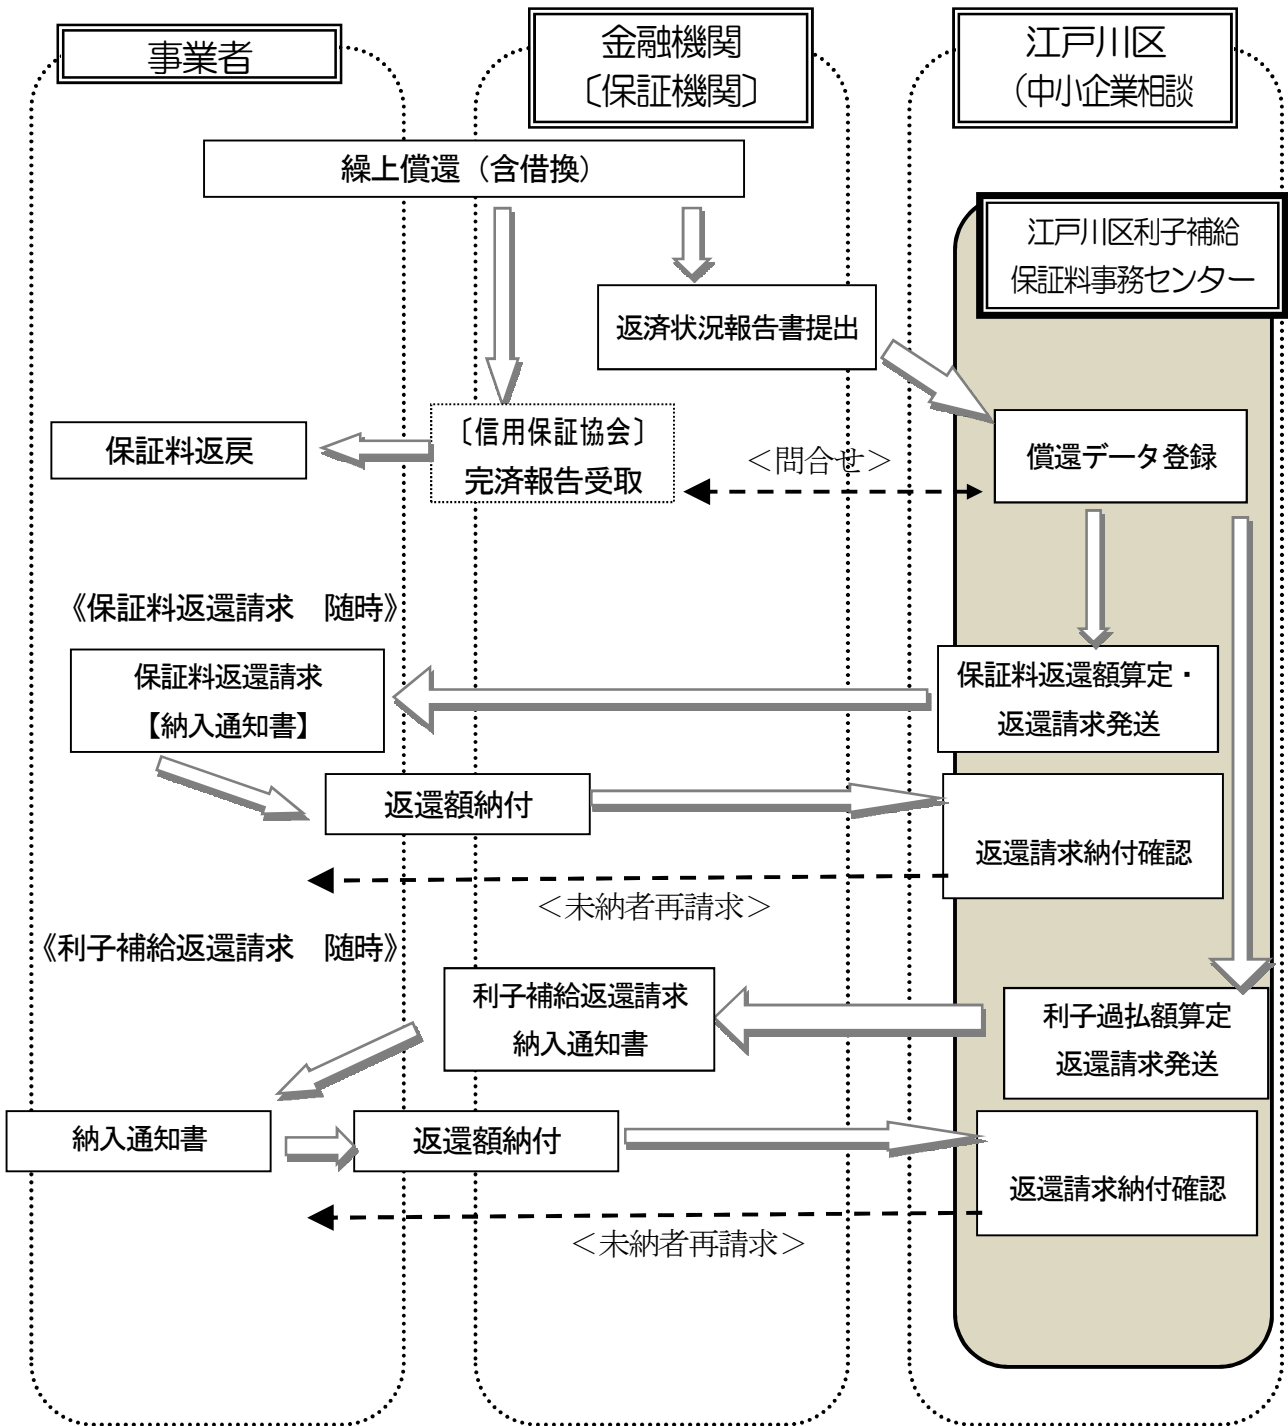 事業者
金融機関
〔保証機関〕
江戸川区
（中小企業相談
繰上償還（含借換）
江戸川区利子補給
保証料事務センター
返済状況報告書提出
保証料返戻
〔信用保証協会〕
完済報告受取
＜問合せ＞
償還データ登録
《保証料返還請求　随時》
保証料返還請求
【納入通知書】
保証料返還額算定・
返還請求発送
返還額納付
返還請求納付確認
＜未納者再請求＞
《利子補給返還請求　随時》
利子補給返還請求
納入通知書
利子過払額算定
返還請求発送
納入通知書
返還額納付
返還請求納付確認
＜未納者再請求＞